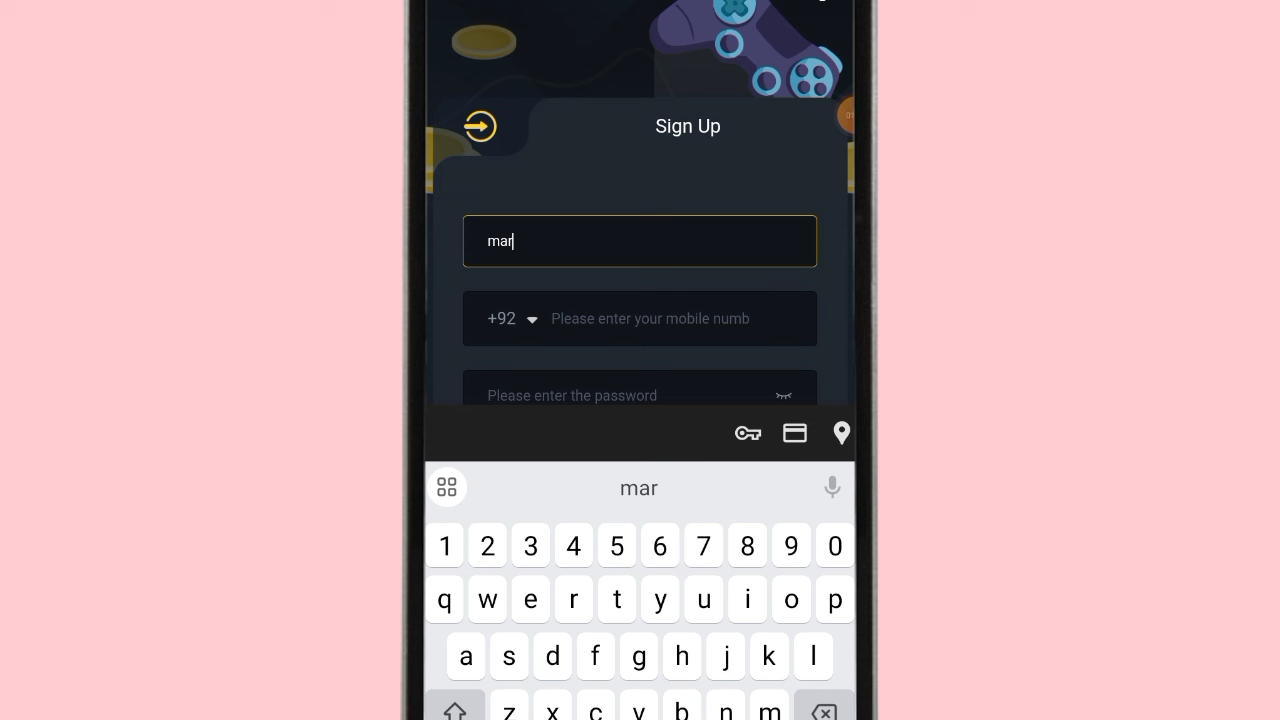 Sign Up
mar
+92 Please enter your mobile numb
Please enter the password
mar
1 2 3 4 5 6 7 8 9 0
q w e r t y u i o p
a s d f g h j k l
z x c v b n m